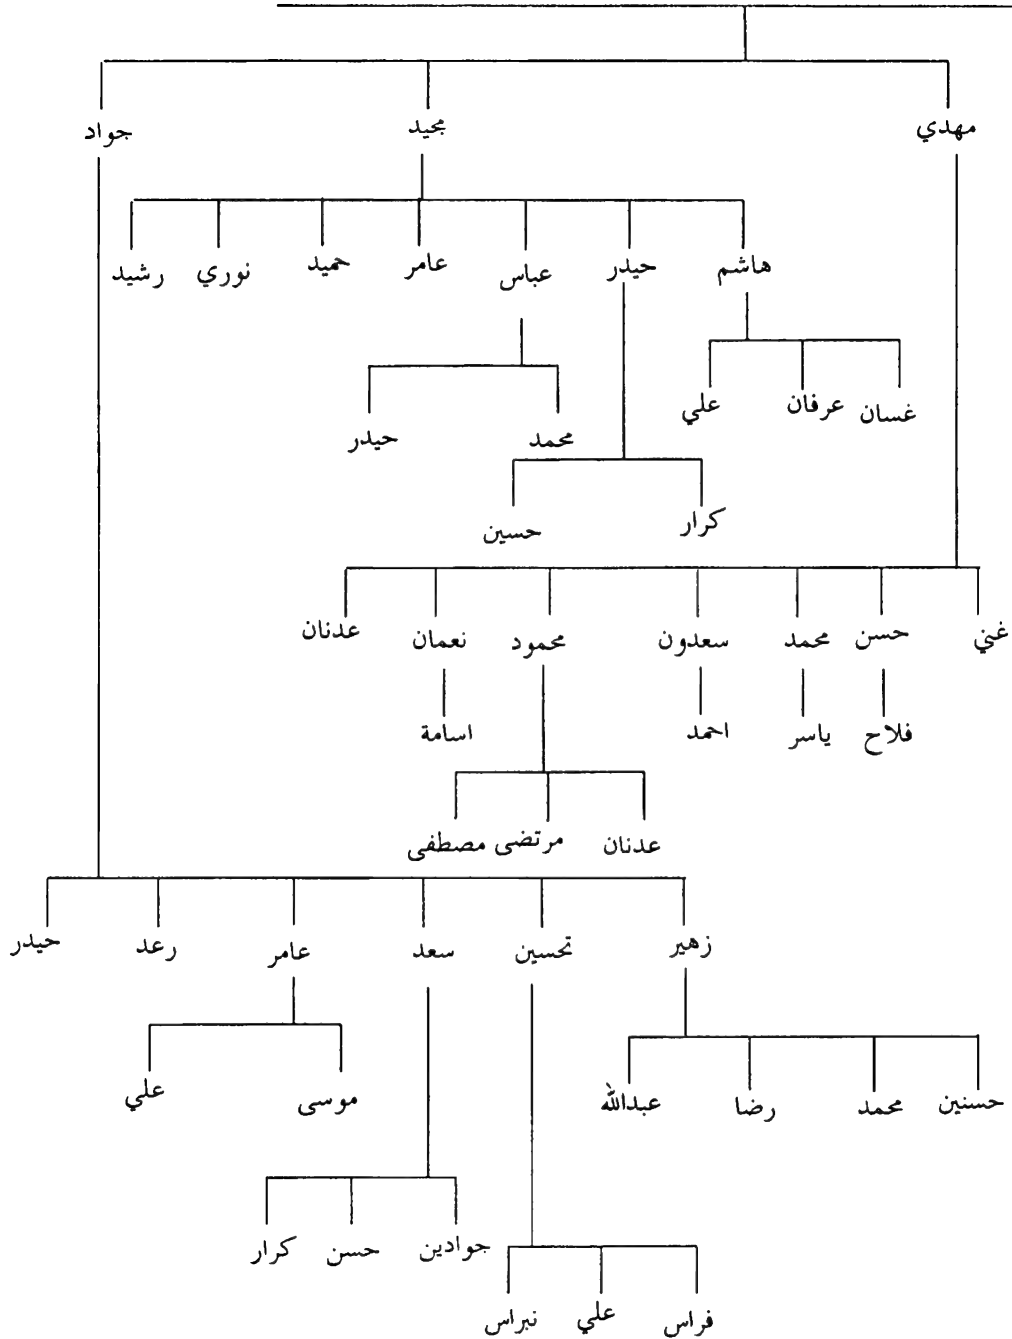 مهدي مجيد جواد
هاشم حيدر عباس عامر حميد نوري رشيد
غسان عرفان علي
محمد حيدر
كرار حسين
غني حسن محمد سعدون محمود نعمان عدنان
فلاح ياسر احمد اسامة
عدنان مرتضى مصطفى
زهير تحسين سعد عامر رعد حيدر
حسنين محمد رضا عبدالله
موسى علي
جوادين حسن كرار
فراس علي نبراس